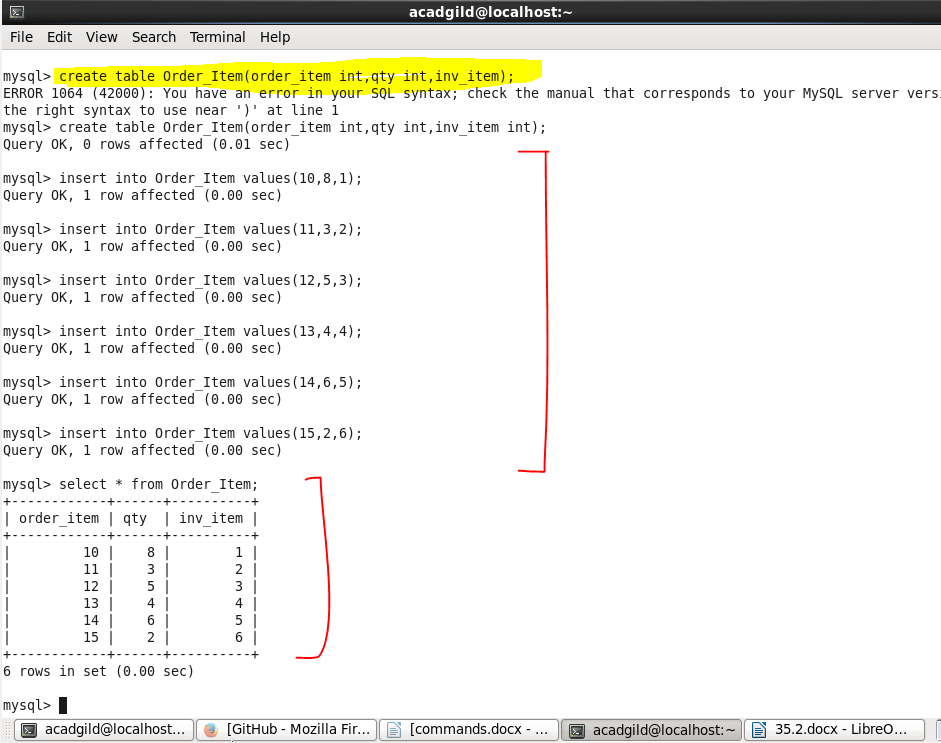 acadgild@localhost:~
File Edit View Search Terminal Help
mysql> create table Order_Item(order_item int,qty int,inv_item);
ERROR 1064 (42000): You have an error in your SQL syntax; check the manual that corresponds to your MySQL server versi
the right syntax to use near ')' at line 1
mysql> create table Order_Item(order_item int,qty int,inv_item int);
Query OK, 0 rows affected (0.01 sec)
mysql> insert into Order_Item values(10,8,1);
Query OK, 1 row affected (0.00 sec)
mysql> insert into Order_Item values(11,3,2);
Query OK, 1 row affected (0.00 sec)
mysql> insert into Order_Item values(12,5,3);
Query OK, 1 row affected (0.00 sec)
mysql> insert into Order_Item values(13,4,4);
Query OK, 1 row affected (0.00 sec)
mysql> insert into Order_Item values(14,6,5);
Query OK, 1 row affected (0.00 sec)
mysql> insert into Order_Item values(15,2,6);
Query OK, 1 row affected (0.00 sec)
mysql> select * from Order_Item;
+------------+------+----------+
| order_item | qty  | inv_item |
+------------+------+----------+
|         10 |    8 |        1 |
|         11 |    3 |        2 |
|         12 |    5 |        3 |
|         13 |    4 |        4 |
|         14 |    6 |        5 |
|         15 |    2 |        6 |
+------------+------+----------+
6 rows in set (0.00 sec)
mysql>
acadgild@localhost... [GitHub - Mozilla Fir... [commands.docx - ... acadgild@localhost:~ 35.2.docx - LibreO...